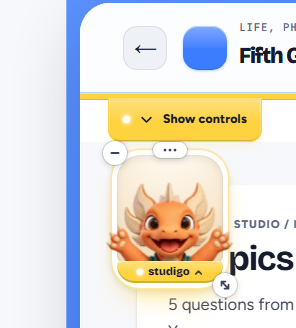 LIFE, PH
Fifth G
Show controls
STUDIO / L
pics
studigo
5 questions from